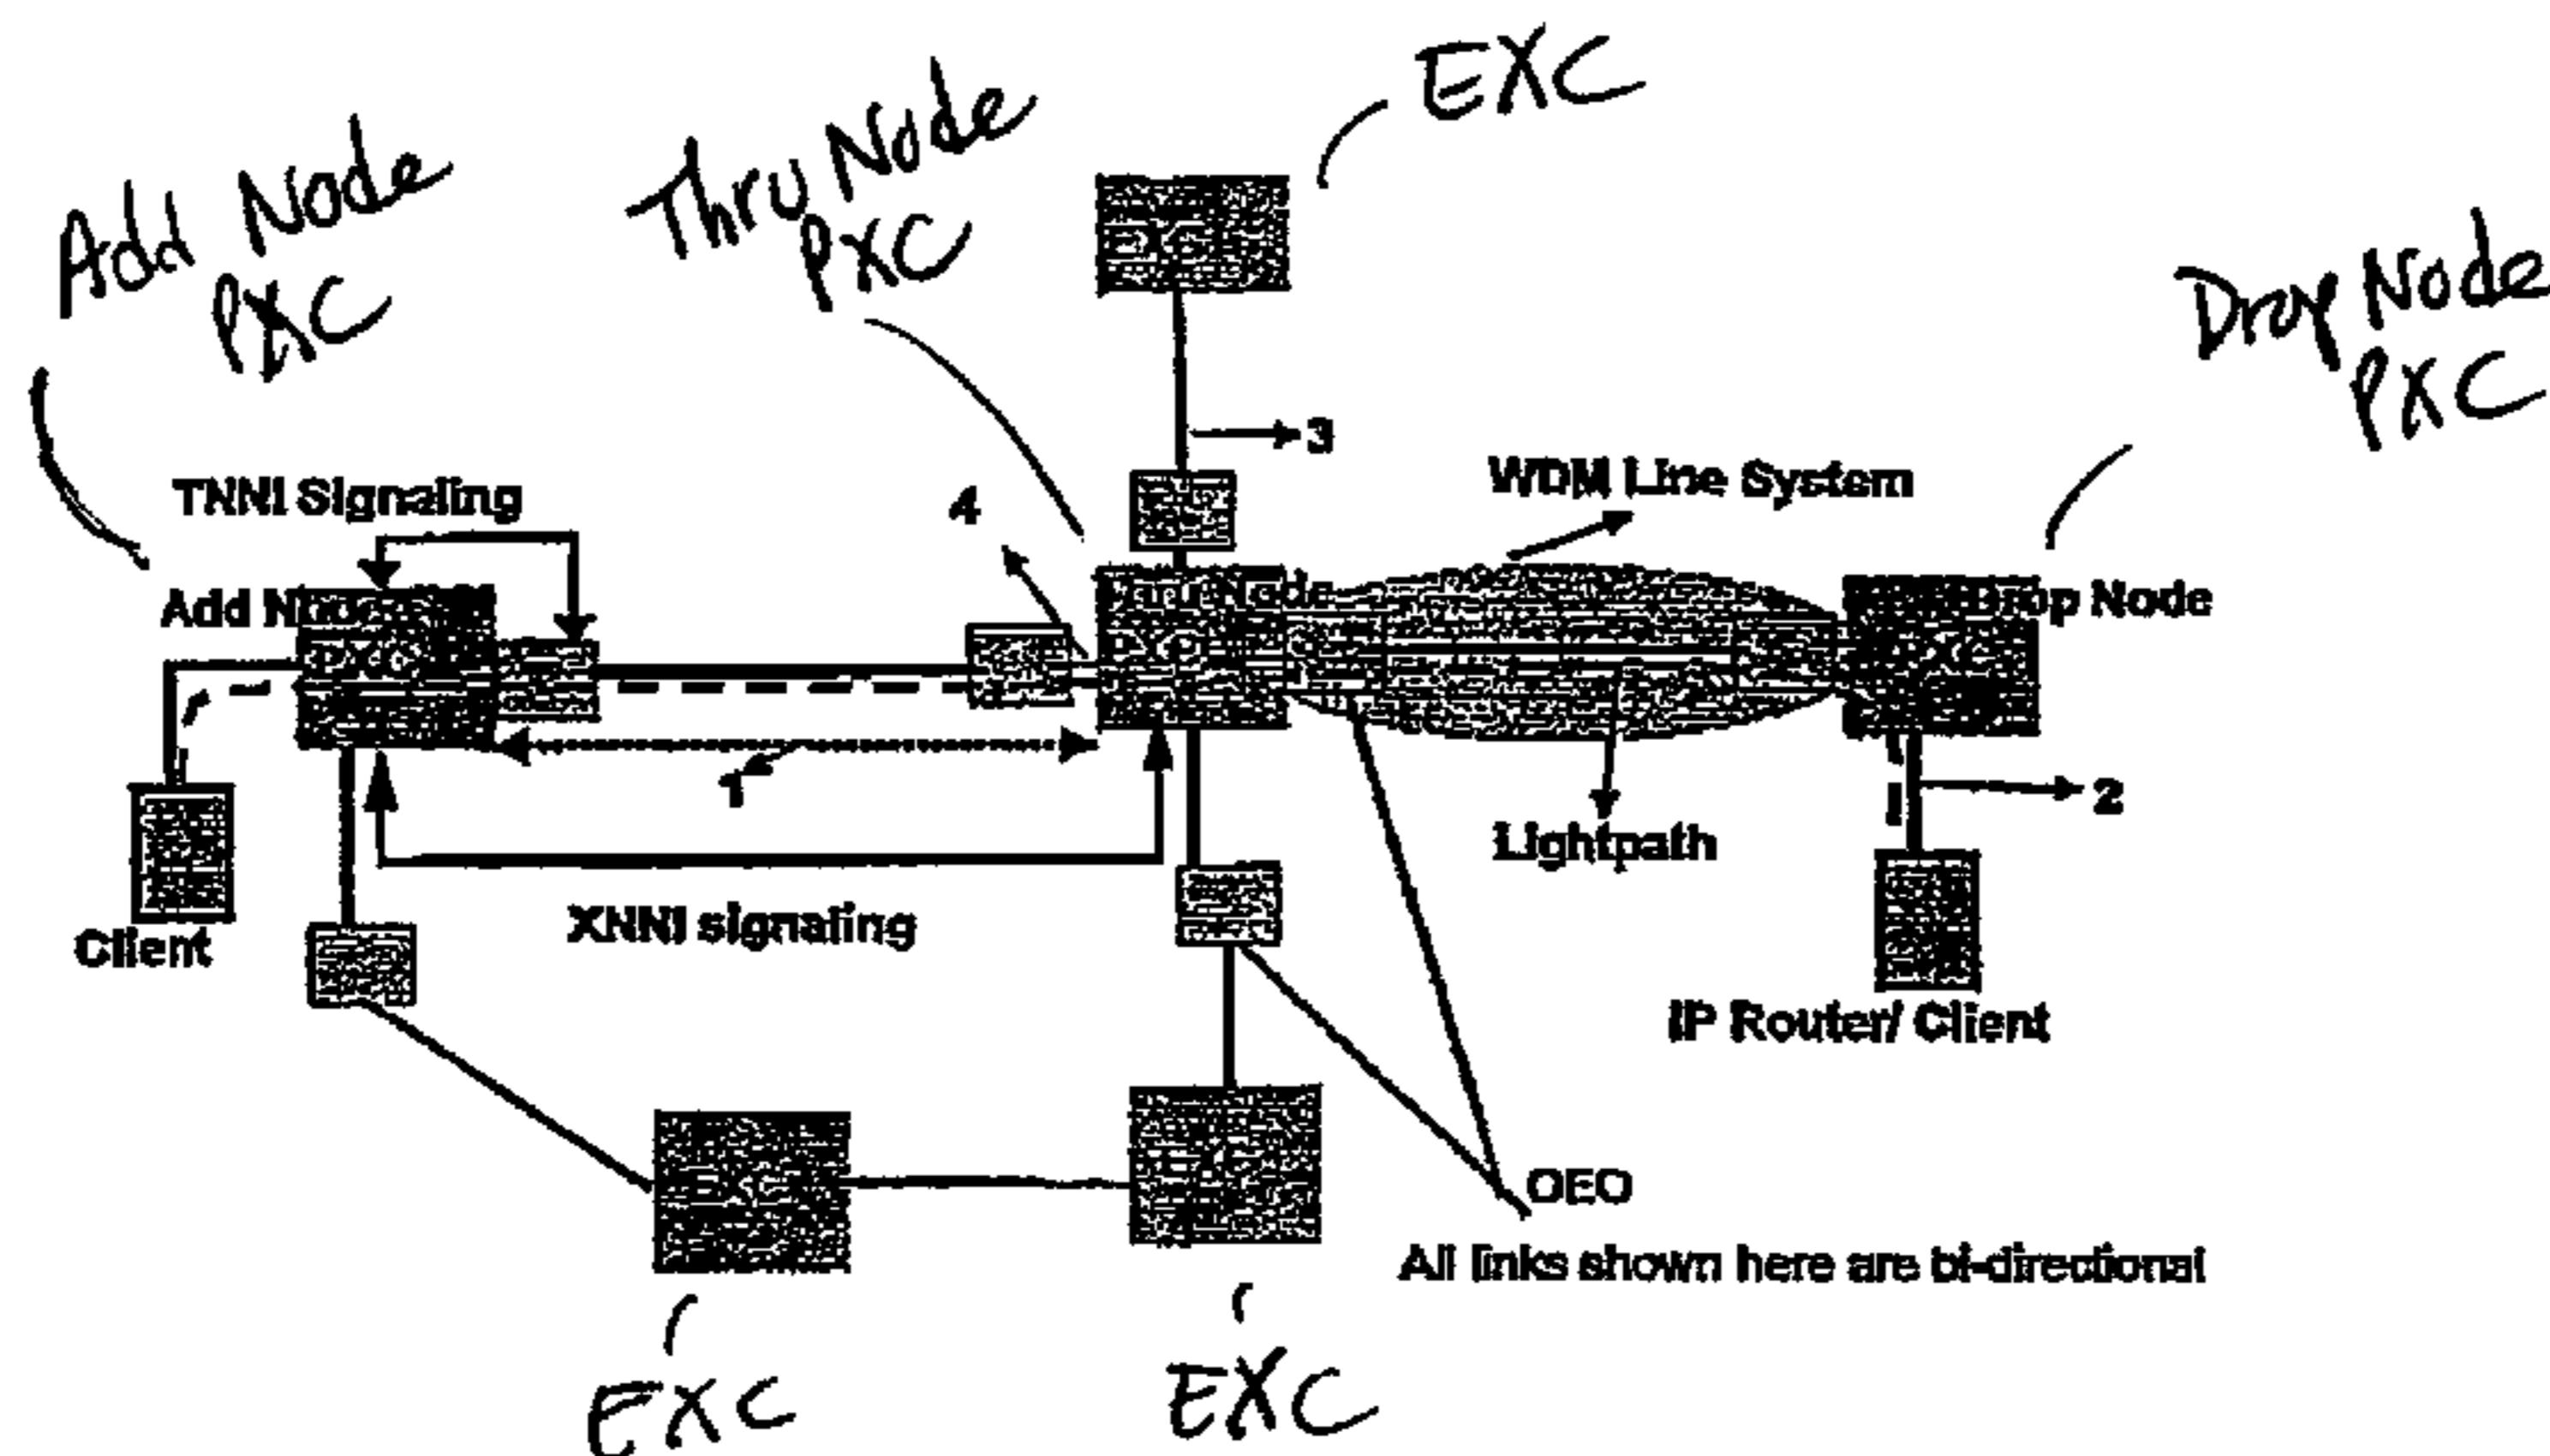 EXC
Add Node
PXC
Thru Node
PXC
Drop Node
PXC
3
WDM Line System
TNNI Signaling
4
Add
Node
Drop Node
PXC
1
2
Lightpath
Client
XNNI signaling
IP Router/ Client
OEO
All links shown here are bi-directional
EXC
EXC